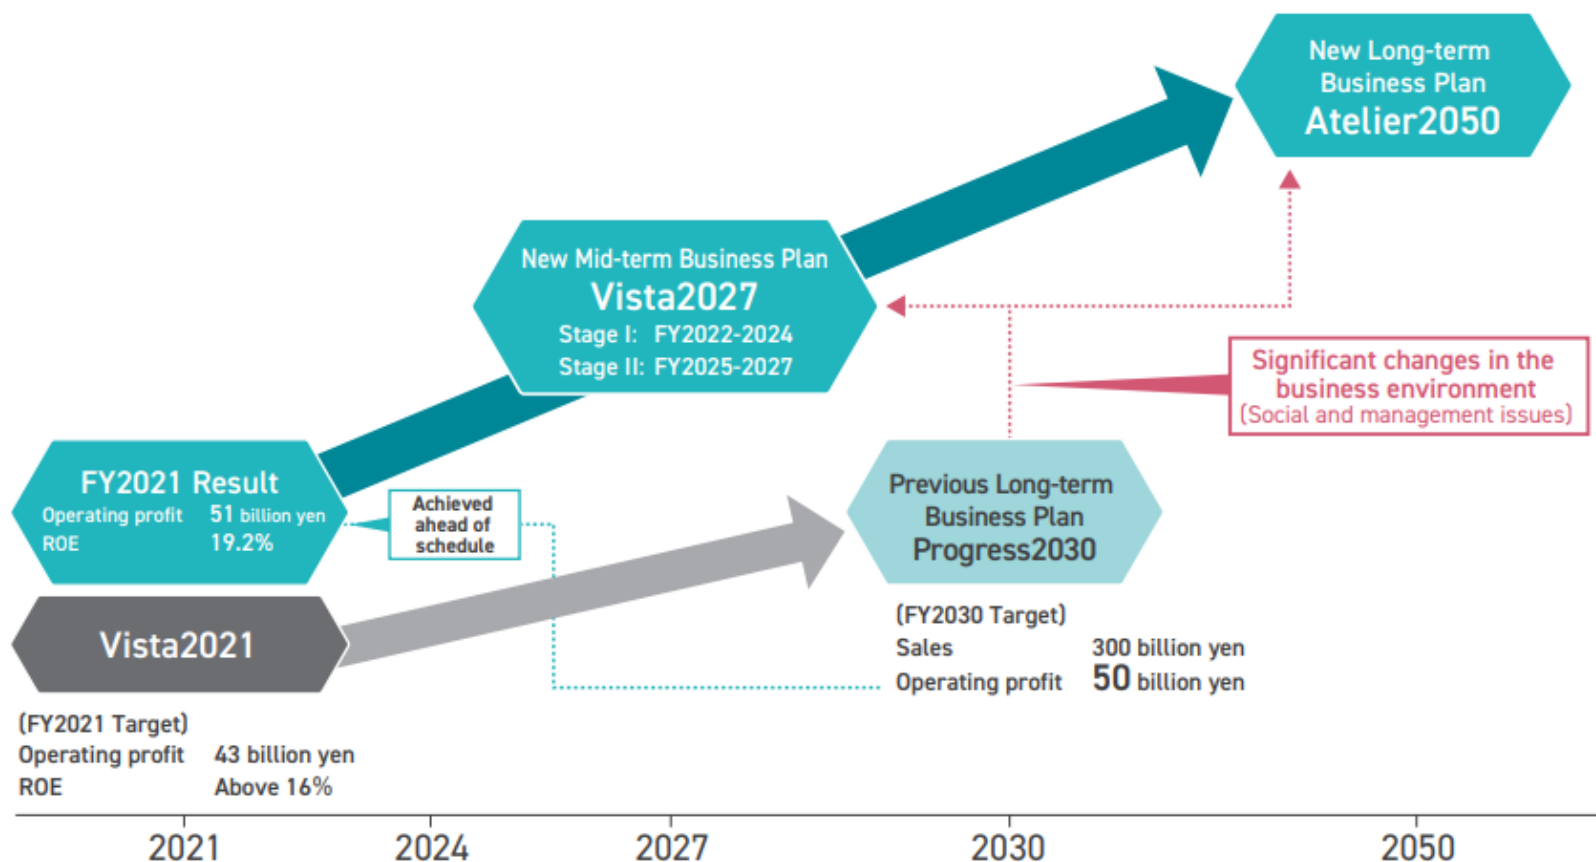 New Long-term
Business Plan
Atelier2050
New Mid-term Business Plan
Vista2027
Stage I: FY2022-2024
Stage II: FY2025-2027
Significant changes in the
business environment
(Social and management issues)
FY2021 Result
Operating profit 51 billion yen
ROE 19.2%
Achieved
ahead of
schedule
Previous Long-term
Business Plan
Progress2030
(FY2030 Target)
Sales 300 billion yen
Operating profit 50 billion yen
Vista2021
(FY2021 Target)
Operating profit 43 billion yen
ROE Above 16%
2021 2024 2027 2030 2050